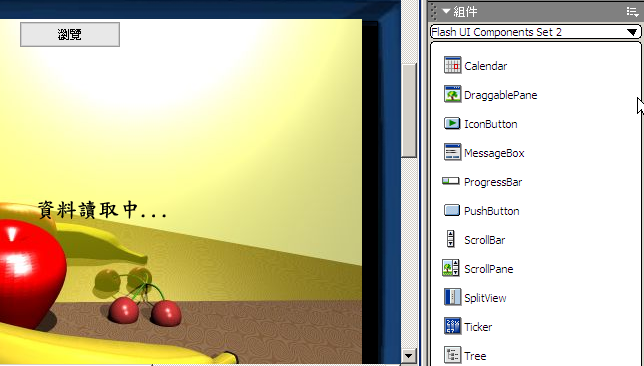 瀏覽
資料讀取中...
組件
Flash UI Components Set 2
Calendar
DraggablePane
IconButton
MessageBox
ProgressBar
PushButton
ScrollBar
ScrollPane
SplitView
Ticker
Tree